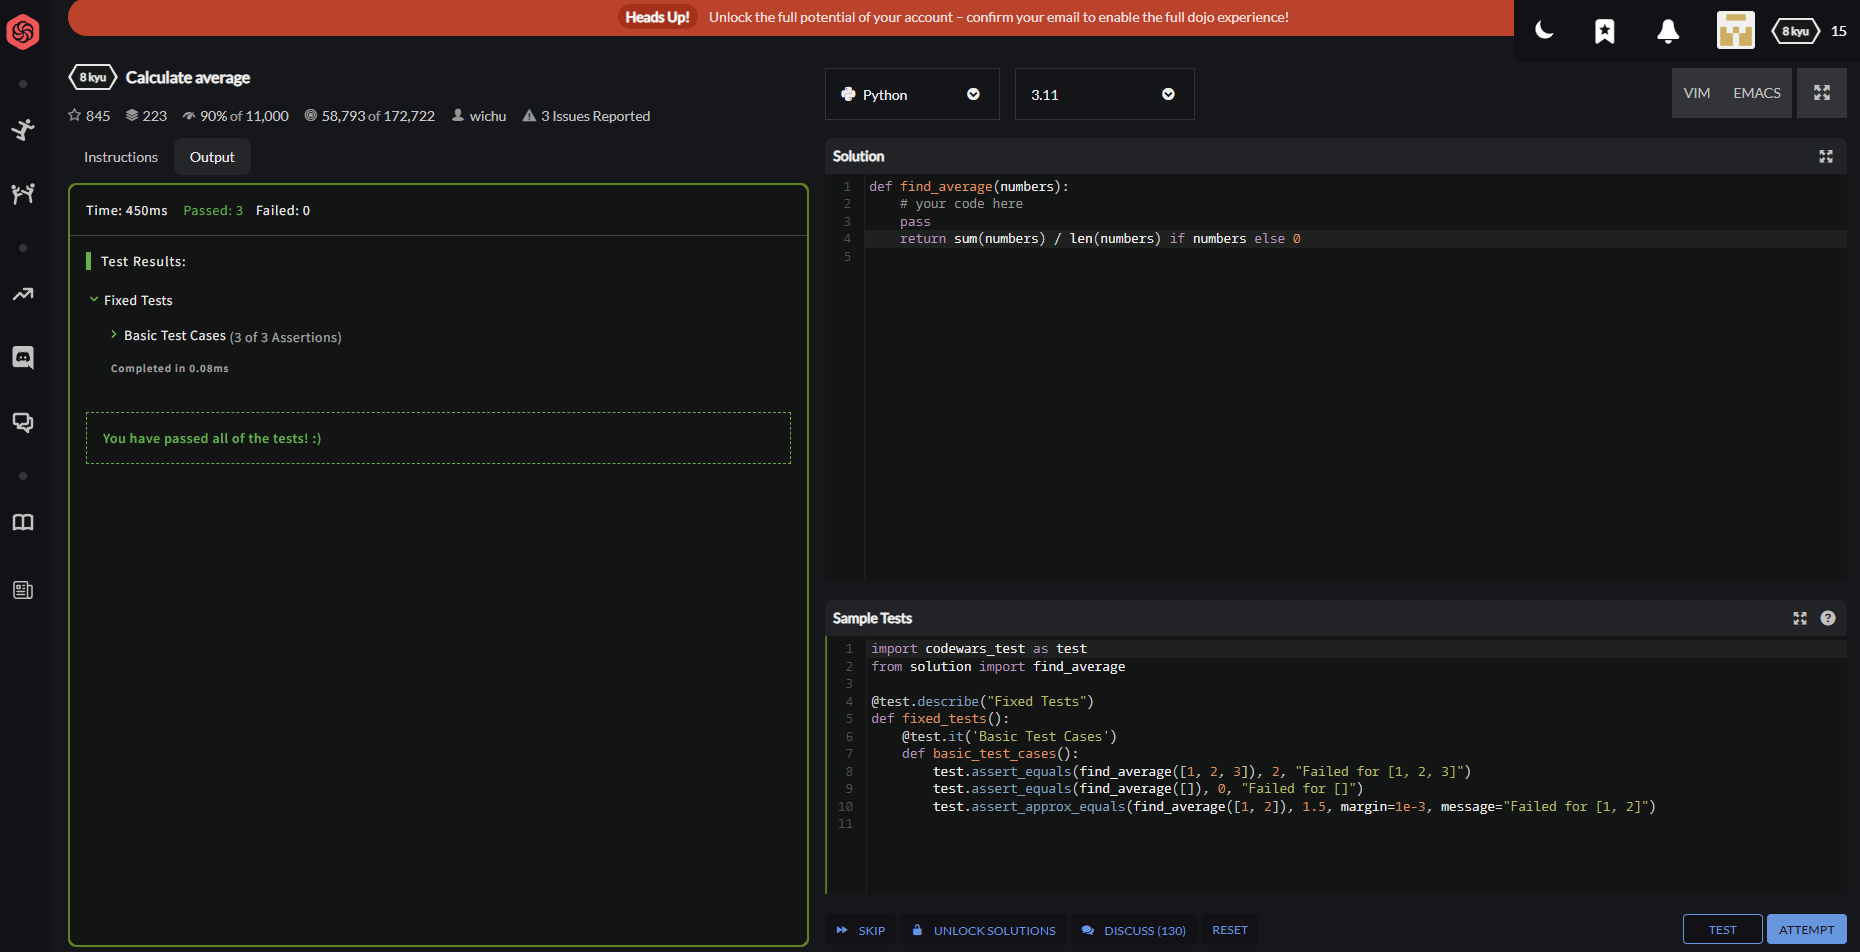 Heads Up! Unlock the full potential of your account – confirm your email to enable the full dojo experience!
8 kyu 15
8 kyu Calculate average
845 223 90% of 11,000 58,793 of 172,722 wichu 3 Issues Reported
Instructions Output
Time: 450ms Passed: 3 Failed: 0
Test Results:
Fixed Tests
Basic Test Cases (3 of 3 Assertions)
Completed in 0.08ms
You have passed all of the tests! :)
Python 3.11 VIM EMACS
Solution
1 def find_average(numbers):
2     # your code here
3     pass
4     return sum(numbers) / len(numbers) if numbers else 0
5
Sample Tests
1 import codewars_test as test
2 from solution import find_average
3
4 @test.describe("Fixed Tests")
5 def fixed_tests():
6     @test.it('Basic Test Cases')
7     def basic_test_cases():
8         test.assert_equals(find_average([1, 2, 3]), 2, "Failed for [1, 2, 3]")
9         test.assert_equals(find_average([]), 0, "Failed for []")
10         test.assert_approx_equals(find_average([1, 2]), 1.5, margin=1e-3, message="Failed for [1, 2]")
11
SKIP UNLOCK SOLUTIONS DISCUSS (130) RESET TEST ATTEMPT